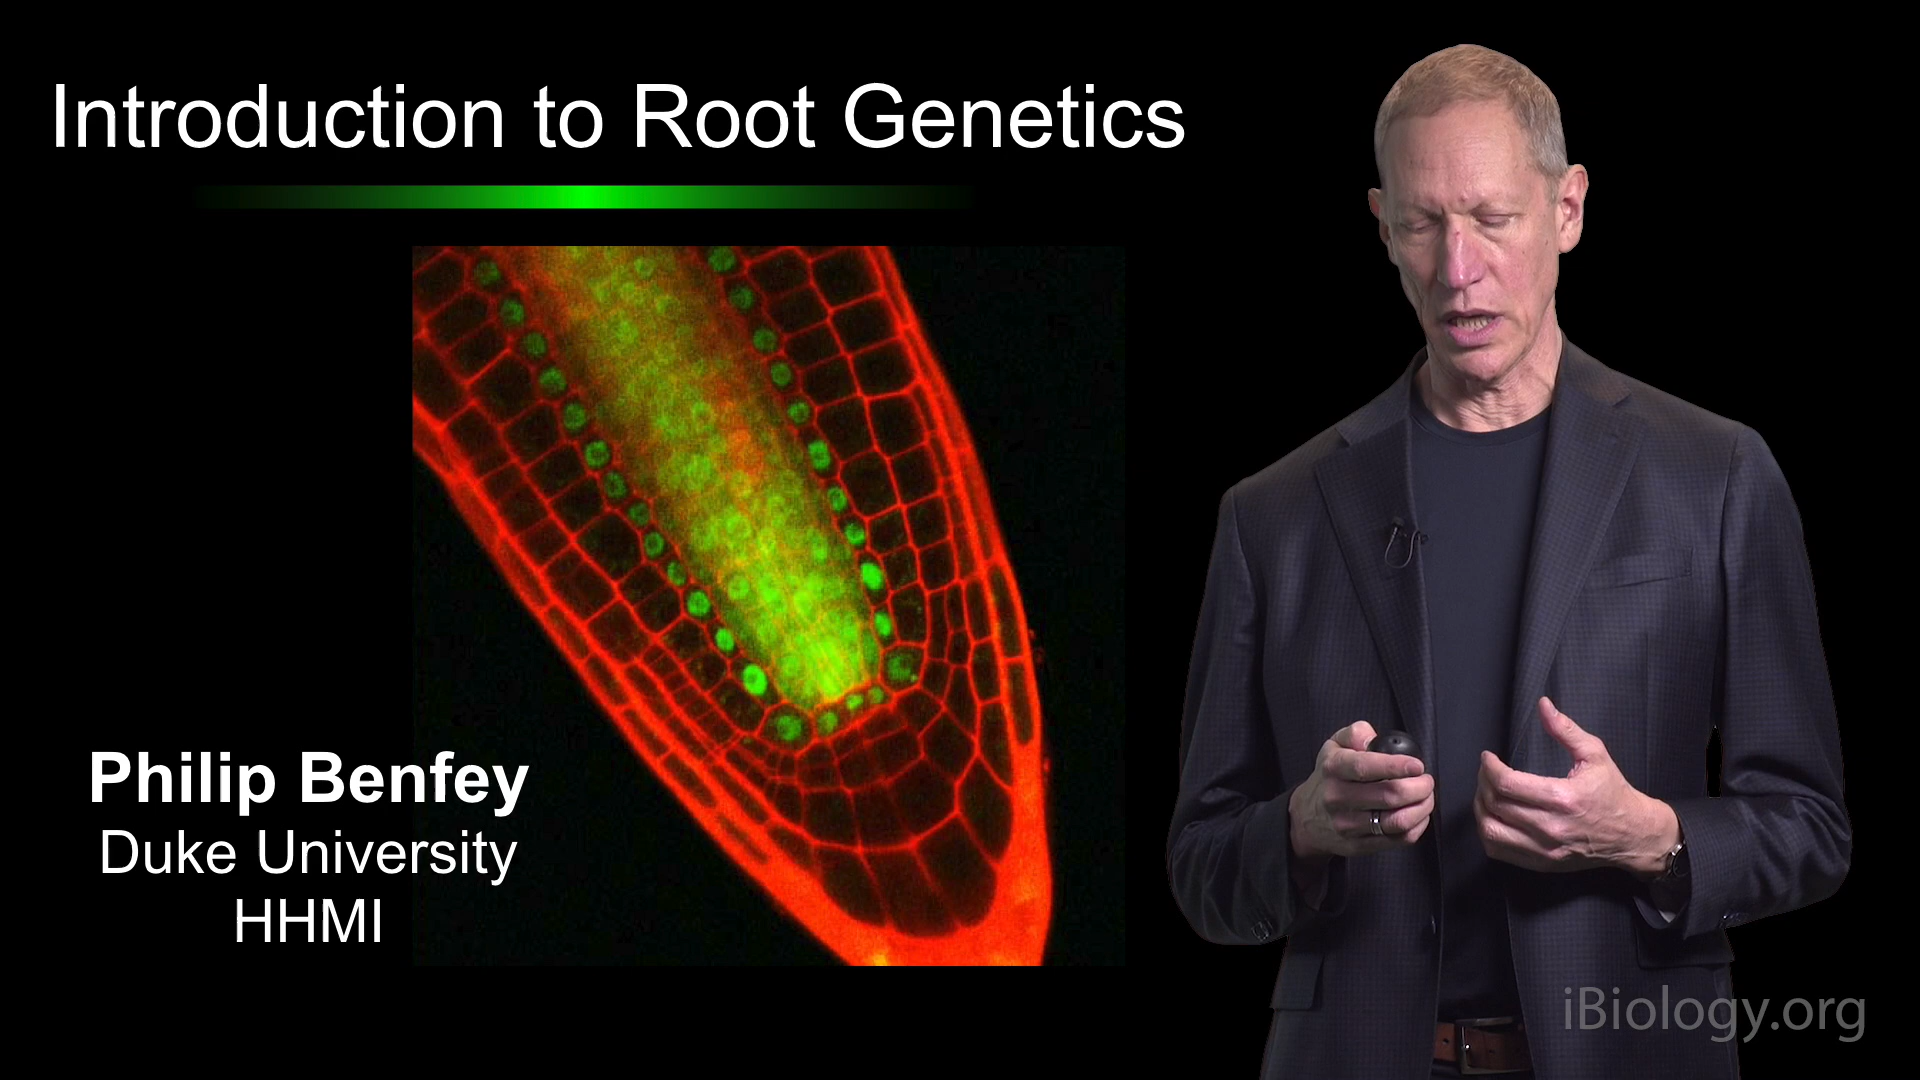 Introduction to Root Genetics
Philip Benfey
Duke University
HHMI
iBiology.org